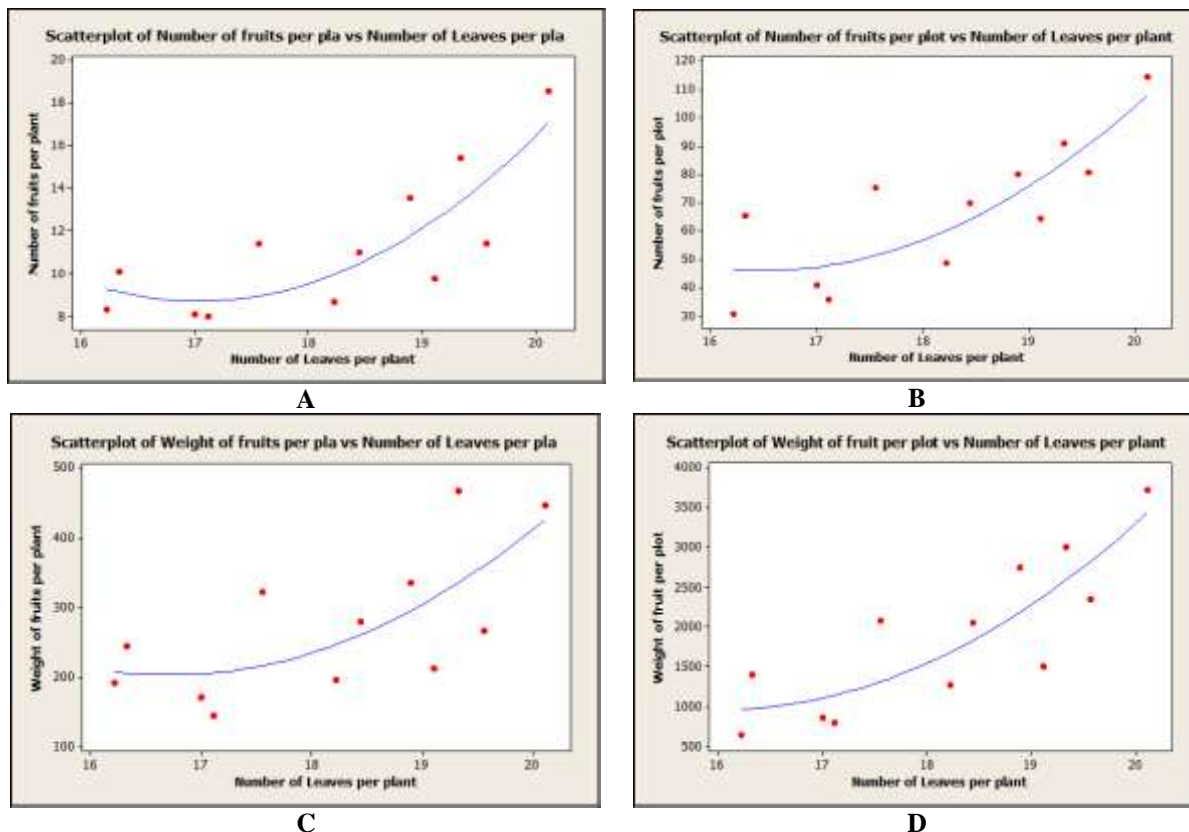 Scatterplot of Number of fruits per pla vs Number of Leaves per pla
20
18
16
14
12
10
8
Number of fruits per plant
16 17 18 19 20
Number of Leaves per plant
A
Scatterplot of Number of fruits per plot vs Number of Leaves per plant
120
110
100
90
80
70
60
50
40
30
Number of fruits per plot
16 17 18 19 20
Number of Leaves per plant
B
Scatterplot of Weight of fruits per pla vs Number of Leaves per pla
500
400
300
200
100
Weight of fruits per plant
16 17 18 19 20
Number of Leaves per plant
C
Scatterplot of Weight of fruit per plot vs Number of Leaves per plant
4000
3500
3000
2500
2000
1500
1000
500
Weight of fruit per plot
16 17 18 19 20
Number of Leaves per plant
D